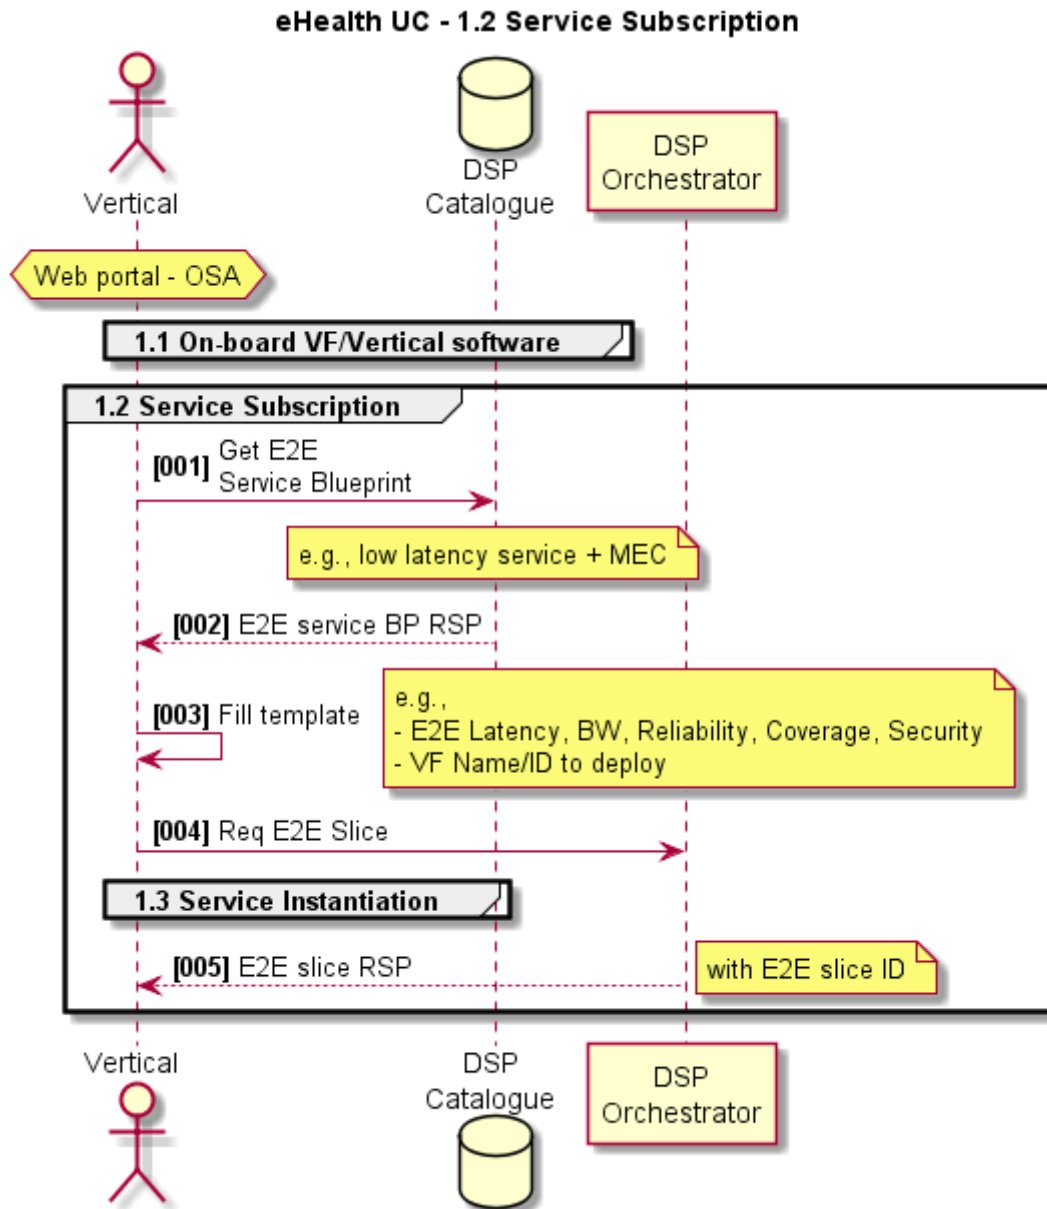 eHealth UC - 1.2 Service Subscription
Vertical
DSP
Catalogue
DSP
Orchestrator
Web portal - OSA
1.1 On-board VF/Vertical software
1.2 Service Subscription
[001] Get E2E
Service Blueprint
e.g., low latency service + MEC
[002] E2E service BP RSP
[003] Fill template
e.g.,
- E2E Latency, BW, Reliability, Coverage, Security
- VF Name/ID to deploy
[004] Req E2E Slice
1.3 Service Instantiation
[005] E2E slice RSP
with E2E slice ID
Vertical
DSP
Catalogue
DSP
Orchestrator